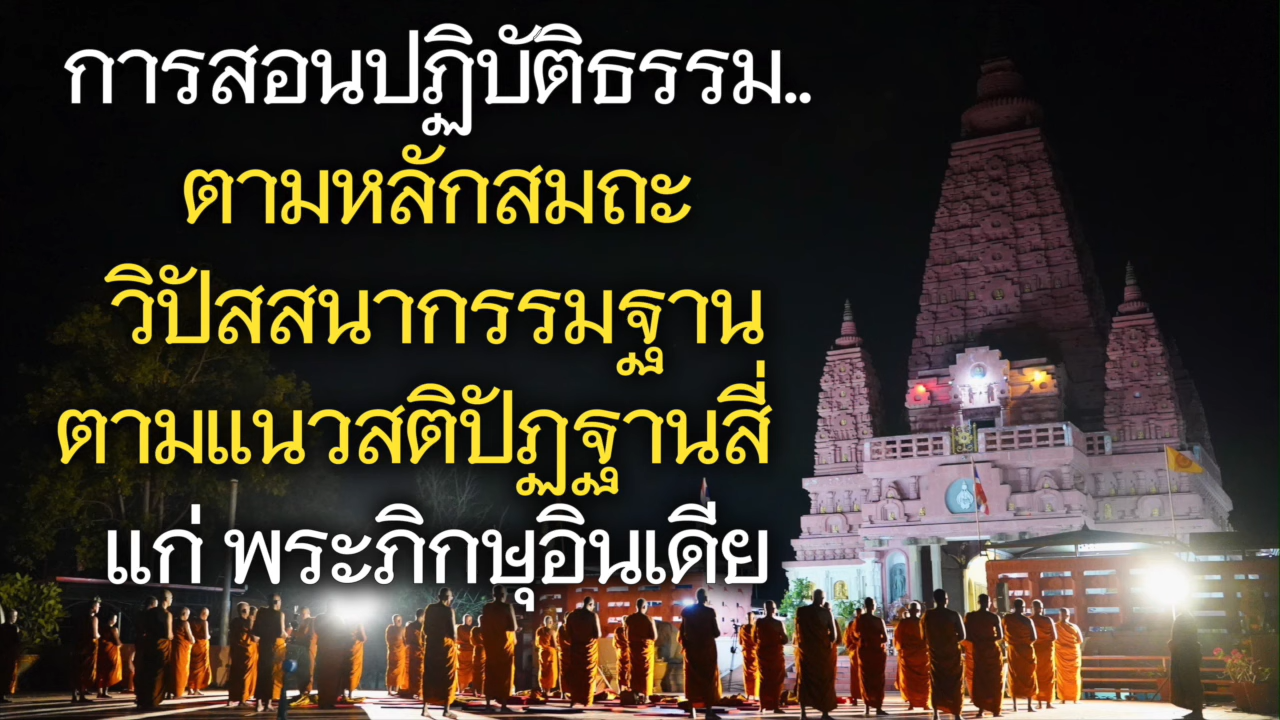 การสอนปฏิบัติธรรม..
ตามหลักสมถะ
วิปัสสนากรรมฐาน
ตามแนวสติปัฏฐานสี่
แก่ พระภิกษุอินเดีย